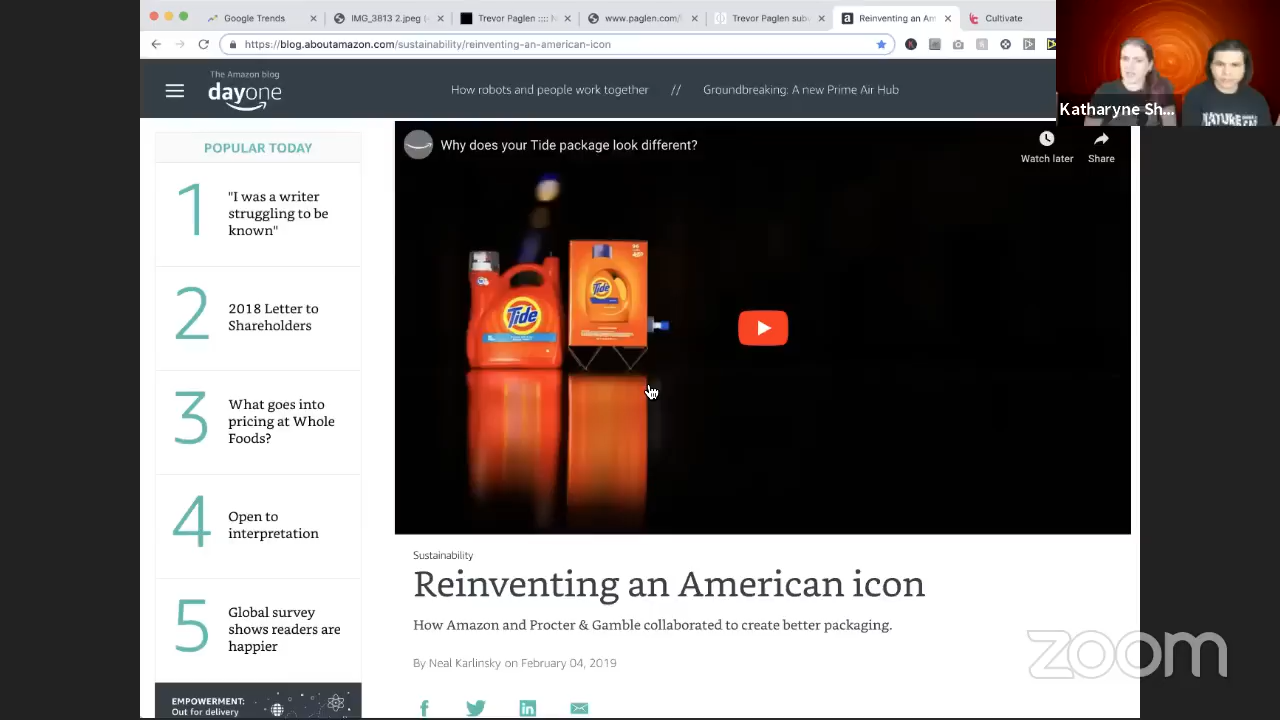 Google Trends
IMG_3813 2.jpeg
Trevor Paglen ::::
www.paglen.com/
Trevor Paglen sub
Reinventing an Am
Cultivate
https://blog.aboutamazon.com/sustainability/reinventing-an-american-icon
The Amazon blog
dayone
How robots and people work together // Groundbreaking: A new Prime Air Hub
Katharyne Sh...
NATURE
POPULAR TODAY
1
"I was a writer
struggling to be
known"
2
2018 Letter to
Shareholders
3
What goes into
pricing at Whole
Foods?
4
Open to
interpretation
5
Global survey
shows readers are
happier
EMPOWERMENT:
Out for delivery
Why does your Tide package look different?
Watch later
Share
Tide
Tide
Sustainability
Reinventing an American icon
How Amazon and Procter & Gamble collaborated to create better packaging.
By Neal Karlinsky on February 04, 2019
zoom